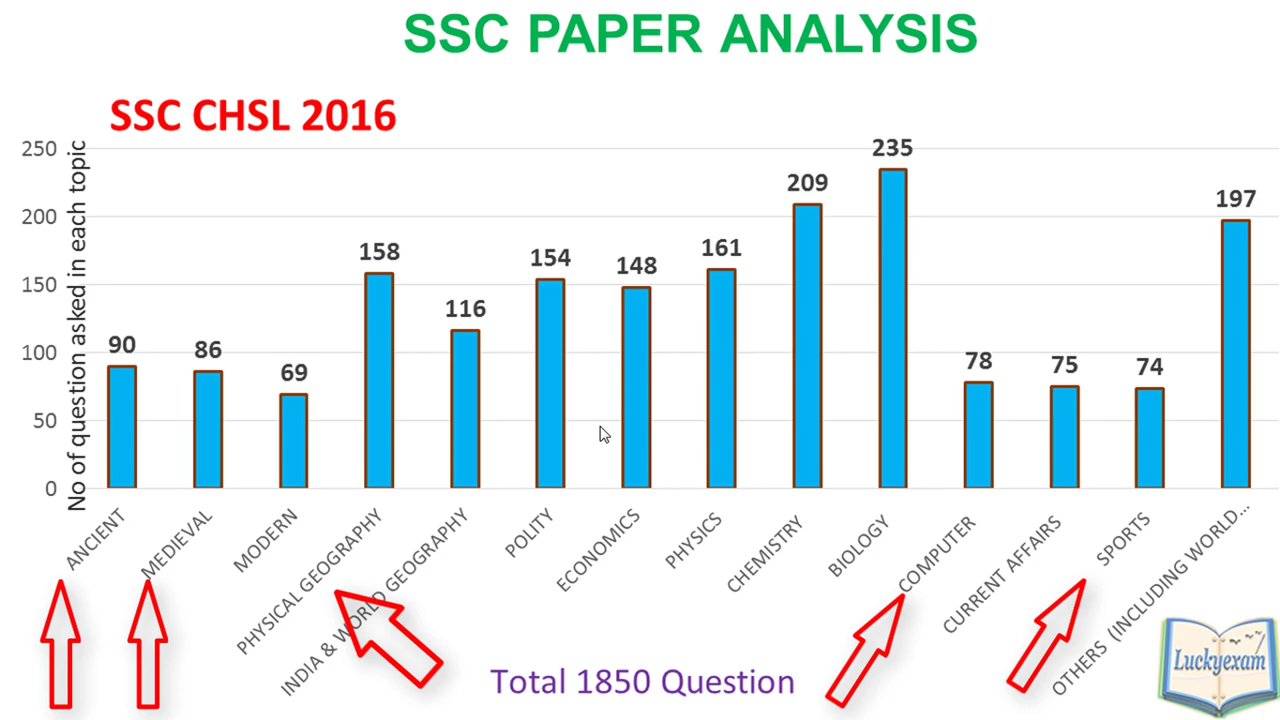 SSC PAPER ANALYSIS
SSC CHSL 2016
No of question asked in each topic
250
200
150
100
50
0
90
86
69
158
116
154
148
161
209
235
78
75
74
197
ANCIENT
MEDIEVAL
MODERN
PHYSICAL GEOGRAPHY
INDIA & WORLD GEOGRAPHY
POLITY
ECONOMICS
PHYSICS
CHEMISTRY
BIOLOGY
COMPUTER
CURRENT AFFAIRS
SPORTS
OTHERS (INCLUDING WORLD...
Total 1850 Question
Luckyexam